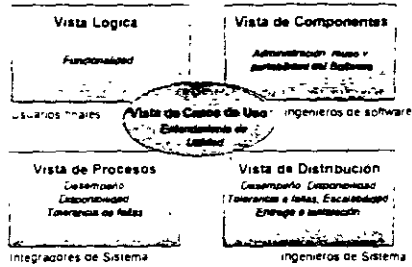 Vista Logica
Funcionalidad
Usuarios finales
Vista de Componentes
Administración reuso y
portabilidad del Software
ingenieros de software
Vista de Casos de Uso
Entendimiento de
Utilidad
Vista de Procesos
Desempeño
Disponibilidad
Tolerancia de fallas
Integradores de Sistema
Vista de Distribución
Desempeño Disponibilidad
Tolerancia a fallas, Escalabilidad
Entrega e instalación
ingenieros de Sistema